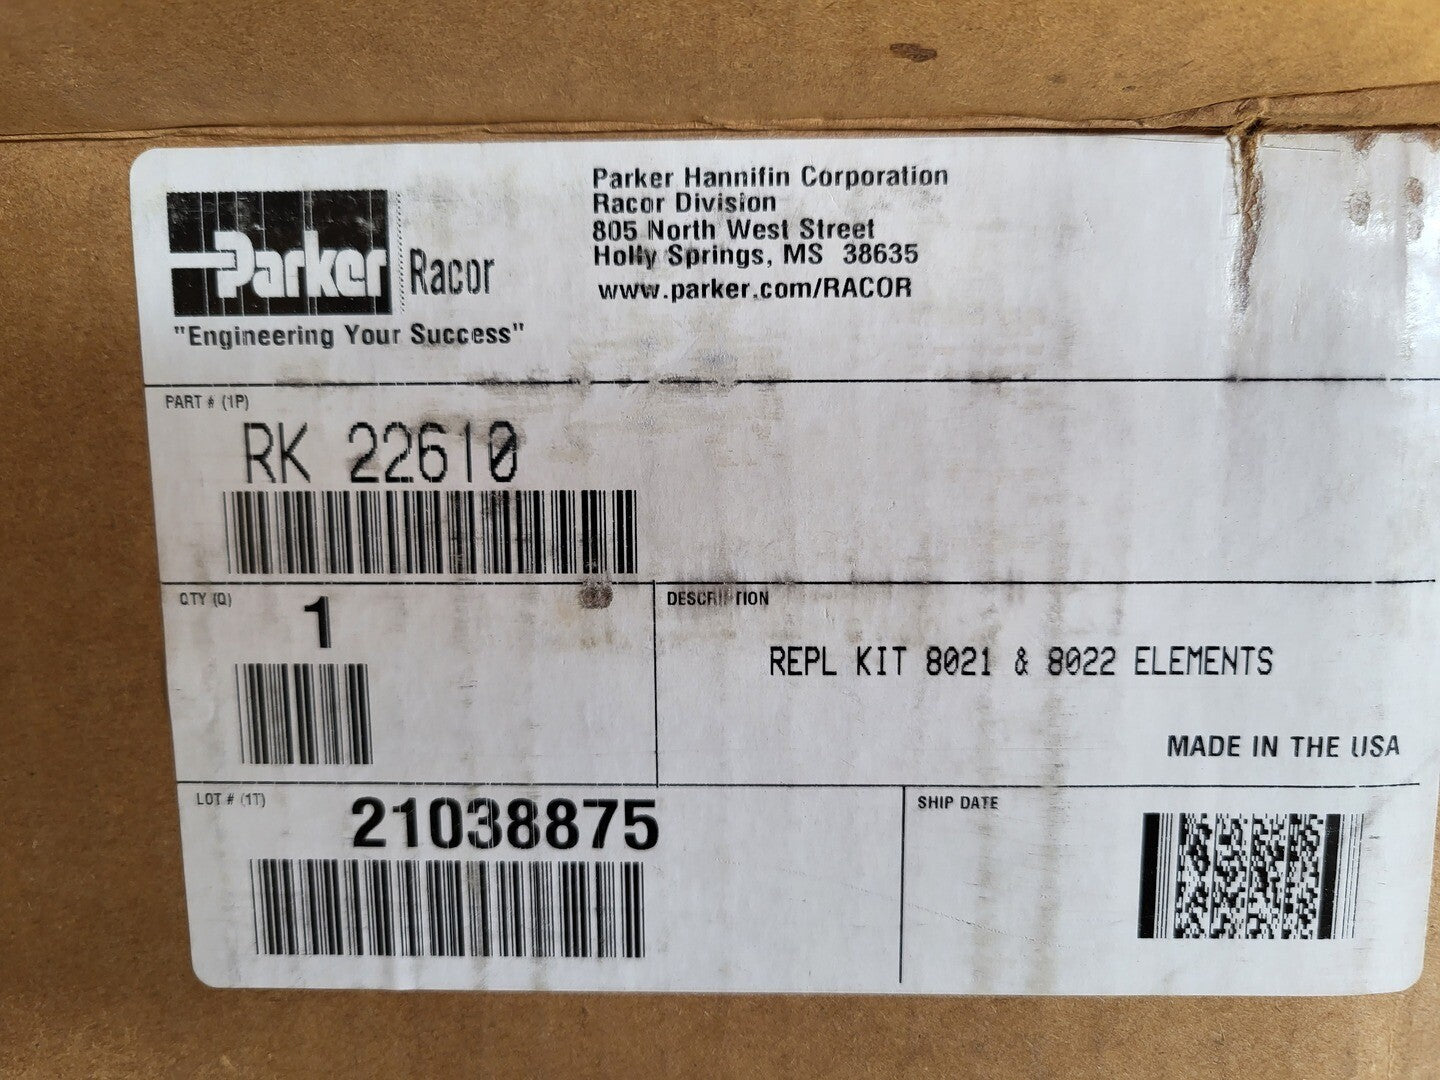 Parker Racor
"Engineering Your Success"
Parker Hannifin Corporation
Racor Division
805 North West Street
Holly Springs, MS 38635
www.parker.com/RACOR
PART # (1P)
RK 22610
QTY (Q)
1
DESCRIPTION
REPL KIT 8021 & 8022 ELEMENTS
MADE IN THE USA
LOT # (1T)
21038875
SHIP DATE